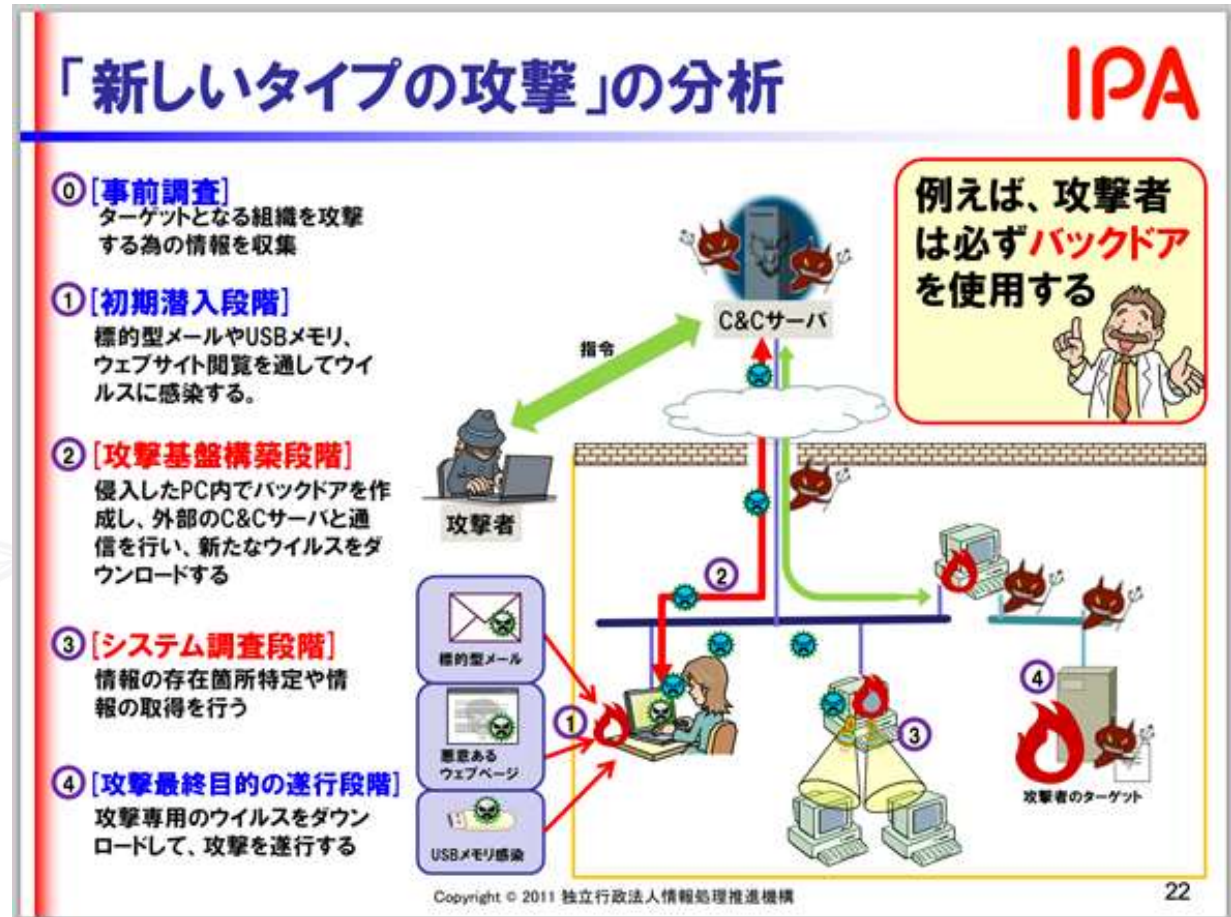 「新しいタイプの攻撃」の分析
IPA
⓪[事前調査]
ターゲットとなる組織を攻撃
する為の情報を収集
①[初期潜入段階]
標的型メールやUSBメモリ、
ウェブサイト閲覧を通してウイ
ルスに感染する。
②[攻撃基盤構築段階]
侵入したPC内でバックドアを作
成し、外部のC&Cサーバと通
信を行い、新たなウイルスをダ
ウンロードする
③[システム調査段階]
情報の存在箇所特定や情
報の取得を行う
④[攻撃最終目的の遂行段階]
攻撃専用のウイルスをダウン
ロードして、攻撃を遂行する
例えば、攻撃者
は必ずバックドア
を使用する
C&Cサーバ
指令
攻撃者
②
標的型メール
①
悪意ある
ウェブページ
USBメモリ感染
③
④
攻撃者のターゲット
Copyright © 2011 独立行政法人情報処理推進機構
22